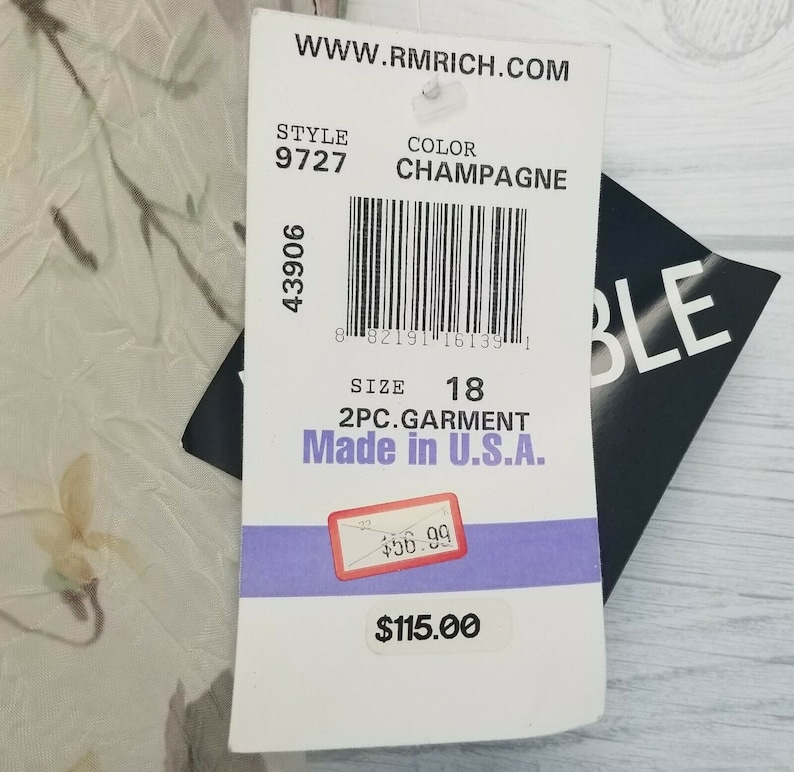 WWW.RMRICH.COM
STYLE COLOR
9727 CHAMPAGNE
43906
8 82191 16139 1
SIZE 18
2PC.GARMENT
Made in U.S.A.
$56.99
$115.00
BLE